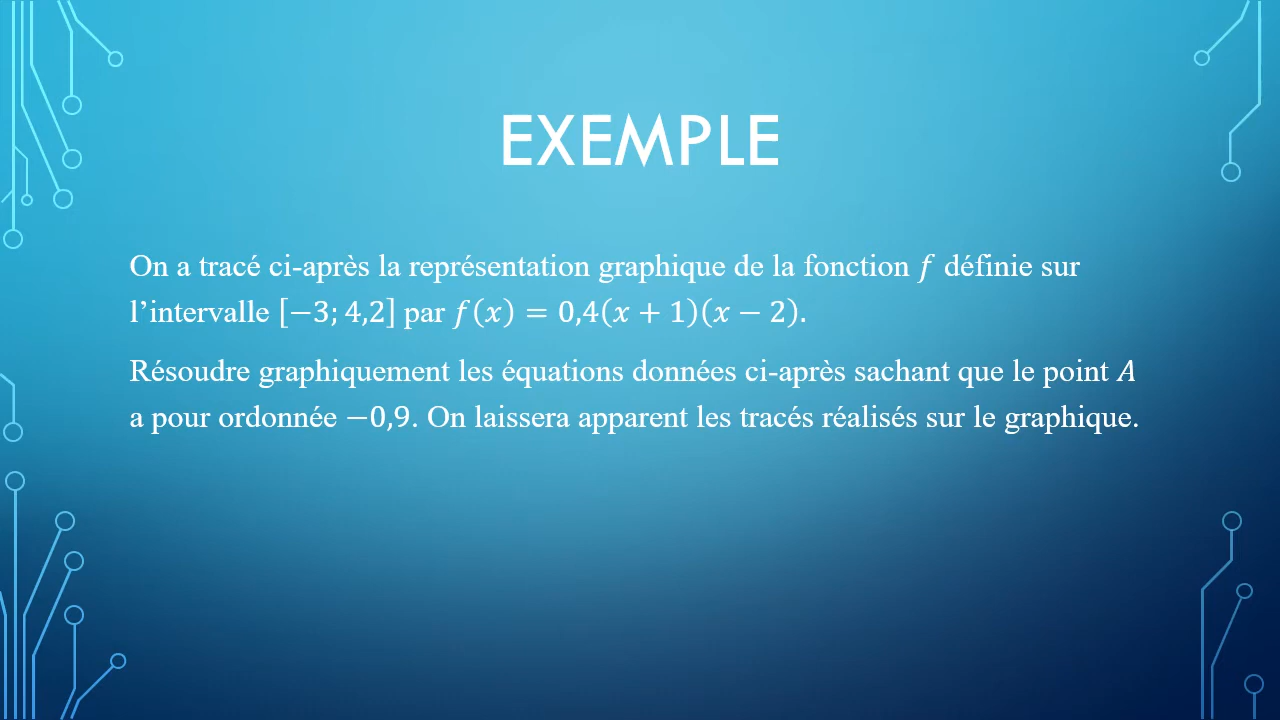 EXEMPLE
On a tracé ci-après la représentation graphique de la fonction f définie sur
l’intervalle [−3; 4,2] par f(x) = 0,4(x + 1)(x − 2).
Résoudre graphiquement les équations données ci-après sachant que le point A
a pour ordonnée −0,9. On laissera apparent les tracés réalisés sur le graphique.